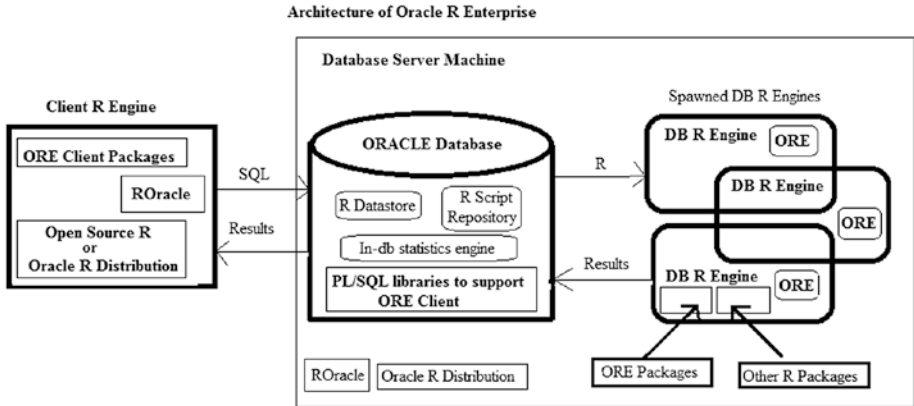 Architecture of Oracle R Enterprise
Database Server Machine
Client R Engine
ORE Client Packages
ROracle
Open Source R
or
Oracle R Distribution
SQL
Results
ORACLE Database
R Datastore
R Script
Repository
In-db statistics engine
PL/SQL libraries to support
ORE Client
R
Results
Spawned DB R Engines
DB R Engine
ORE
DB R Engine
ORE
DB R Engine
ORE
ORE Packages
Other R Packages
ROracle
Oracle R Distribution